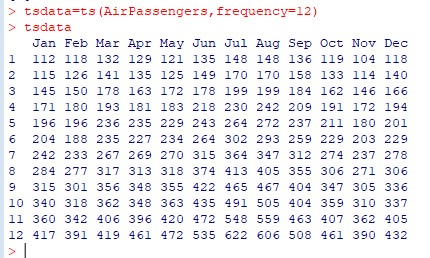 > tsdata=ts(AirPassengers,frequency=12)
> tsdata
Jan Feb Mar Apr May Jun Jul Aug Sep Oct Nov Dec
1 112 118 132 129 121 135 148 148 136 119 104 118
2 115 126 141 135 125 149 170 170 158 133 114 140
3 145 150 178 163 172 178 199 199 184 162 146 166
4 171 180 193 181 183 218 230 242 209 191 172 194
5 196 196 236 235 229 243 264 272 237 211 180 201
6 204 188 235 227 234 264 302 293 259 229 203 229
7 242 233 267 269 270 315 364 347 312 274 237 278
8 284 277 317 313 318 374 413 405 355 306 271 306
9 315 301 356 348 355 422 465 467 404 347 305 336
10 340 318 362 348 363 435 491 505 404 359 310 337
11 360 342 406 396 420 472 548 559 463 407 362 405
12 417 391 419 461 472 535 622 606 508 461 390 432
>